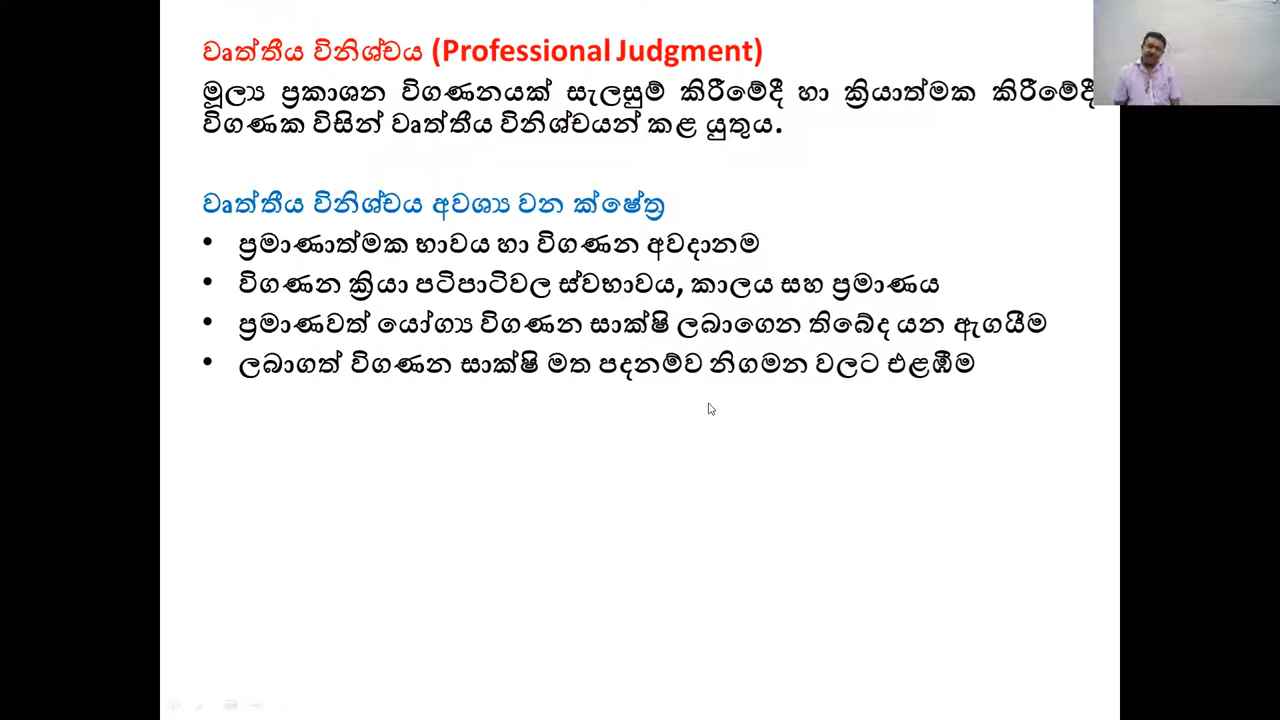 වෘත්තීය විනිශ්චය (Professional Judgment)
මූල්‍ය ප්‍රකාශන විගණනයක් සැලසුම් කිරීමේදී හා ක්‍රියාත්මක කිරීමේදී
විගණක විසින් වෘත්තීය විනිශ්චයන් කළ යුතුය.
වෘත්තීය විනිශ්චය අවශ්‍ය වන ක්ෂේත්‍ර
• ප්‍රමාණාත්මක භාවය හා විගණන අවදානම
• විගණන ක්‍රියා පටිපාටිවල ස්වභාවය, කාලය සහ ප්‍රමාණය
• ප්‍රමාණවත් යෝග්‍ය විගණන සාක්ෂි ලබාගෙන තිබේද යන ඇගයීම
• ලබාගත් විගණන සාක්ෂි මත පදනම්ව නිගමන වලට එළඹීම